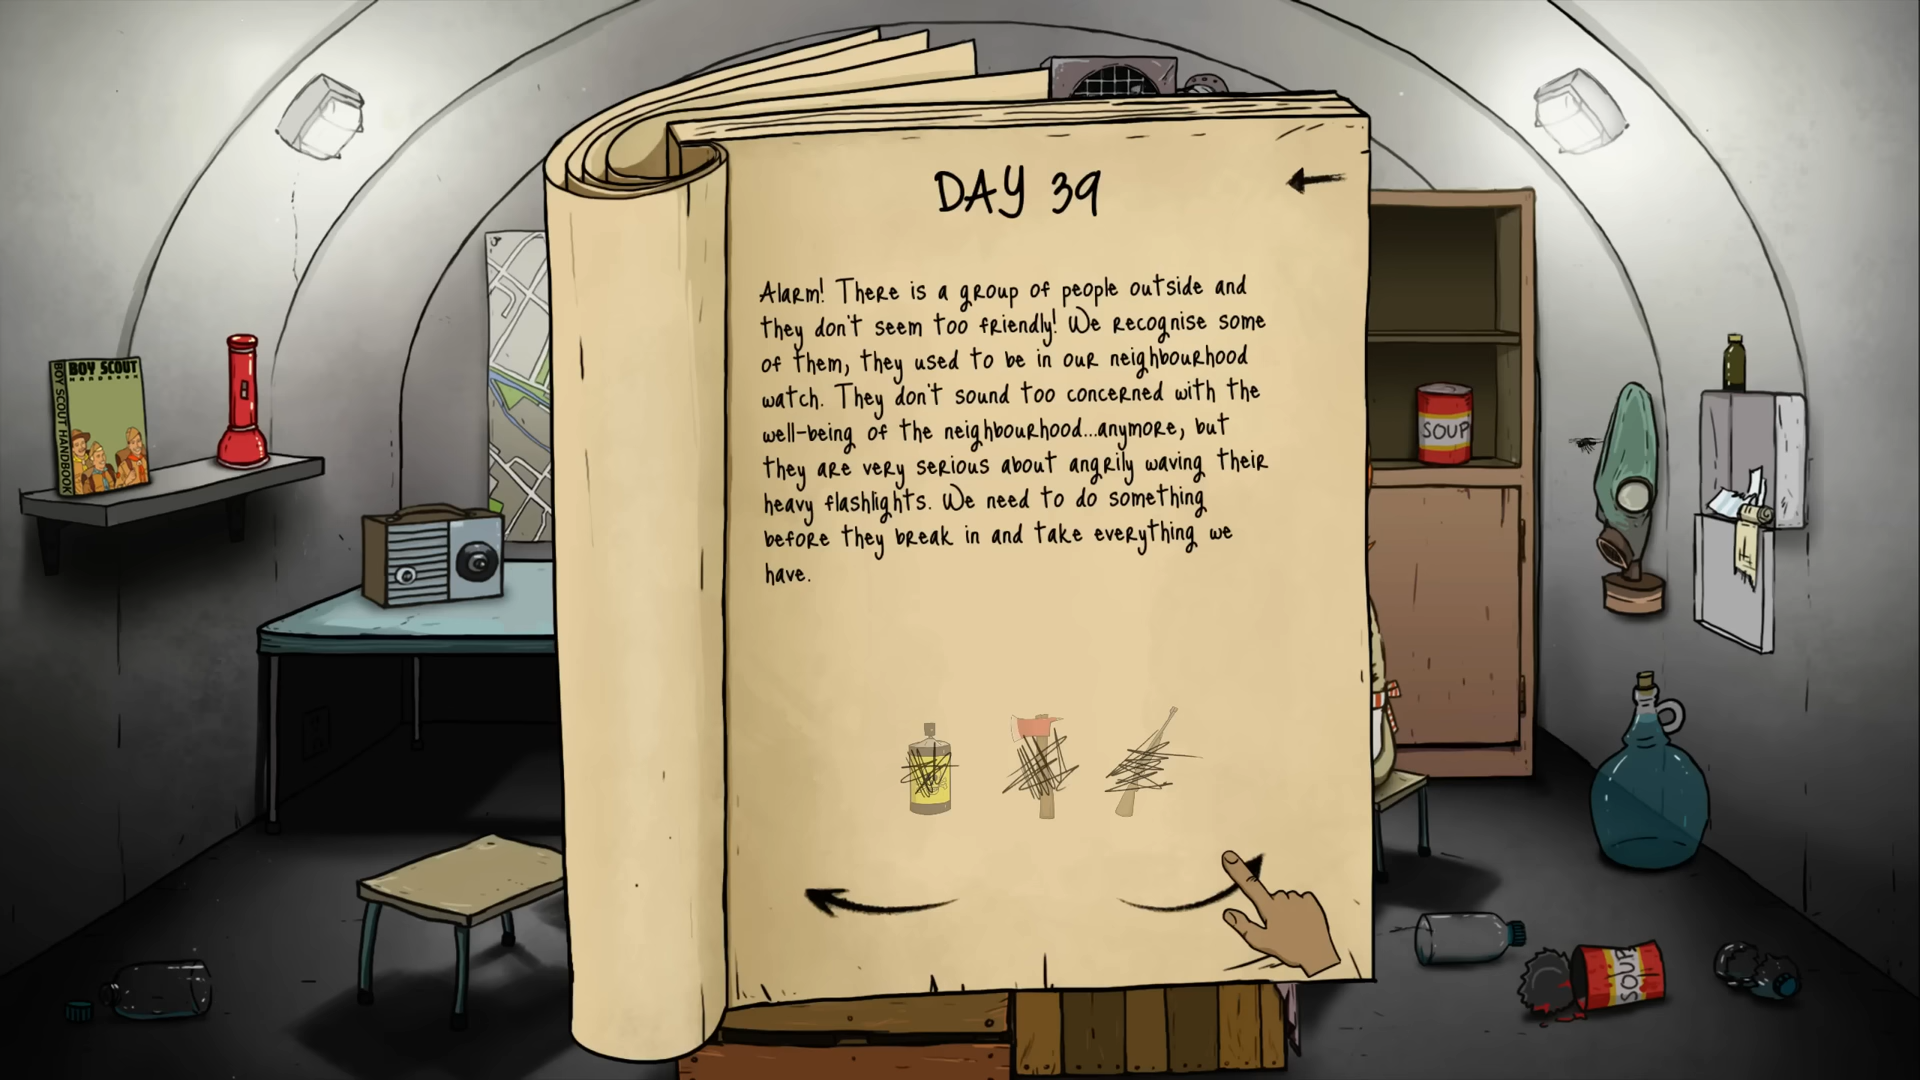 DAY 39
Alarm! There is a group of people outside and
they don't seem too friendly! We recognise some
of them, they used to be in our neighbourhood
watch. They don't sound too concerned with the
well-being of the neighbourhood...anymore, but
they are very serious about angrily waving their
heavy flashlights. We need to do something
before they break in and take everything we
have.
BOY SCOUT
HANDBOOK
BOY SCOUT HANDBOOK
SOUP
SOUP